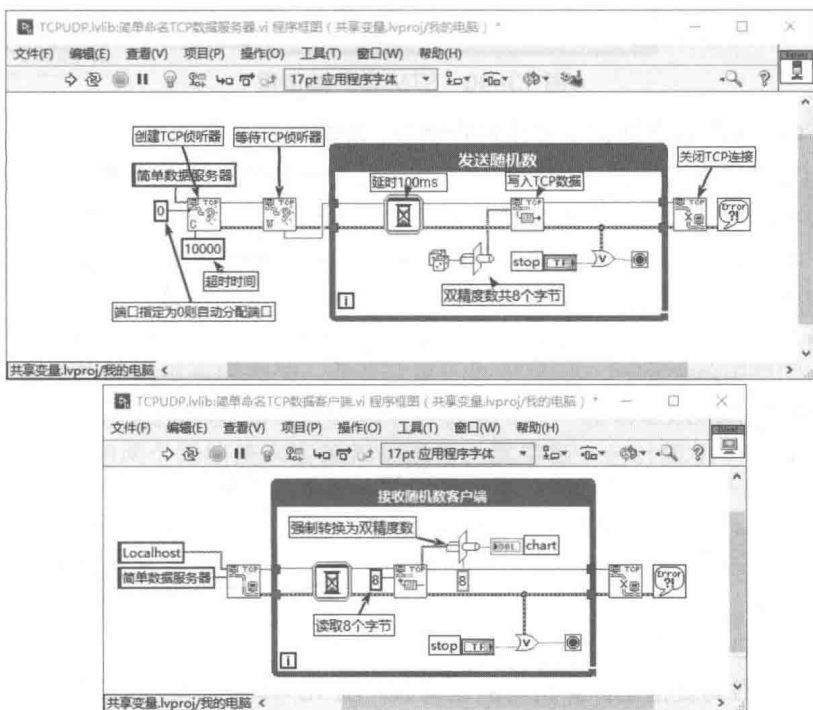 TCPUDP.lvlib:简单命名TCP数据服务器.vi 程序框图（共享变量.lvproj/我的电脑）*
文件(F) 编辑(E) 查看(V) 项目(P) 操作(O) 工具(T) 窗口(W) 帮助(H)
17pt 应用程序字体
创建TCP侦听器 等待TCP侦听器 发送随机数 关闭TCP连接
简单数据服务器 延时100ms 写入TCP数据
TCP TCP TCP TCP Error ?!
0
10000 stop TF
超时时间 双精度数共8个字节
端口指定为0则自动分配端口 i
共享变量.lvproj/我的电脑
TCPUDP.lvlib:简单命名TCP数据客户端.vi 程序框图（共享变量.lvproj/我的电脑）*
文件(F) 编辑(E) 查看(V) 项目(P) 操作(O) 工具(T) 窗口(W) 帮助(H)
17pt 应用程序字体
接收随机数客户端
强制转换为双精度数
Localhost DBL chart
简单数据服务器 TCP 8 TCP 8 TCP Error ?!
读取8个字节
stop TF
i
共享变量.lvproj/我的电脑